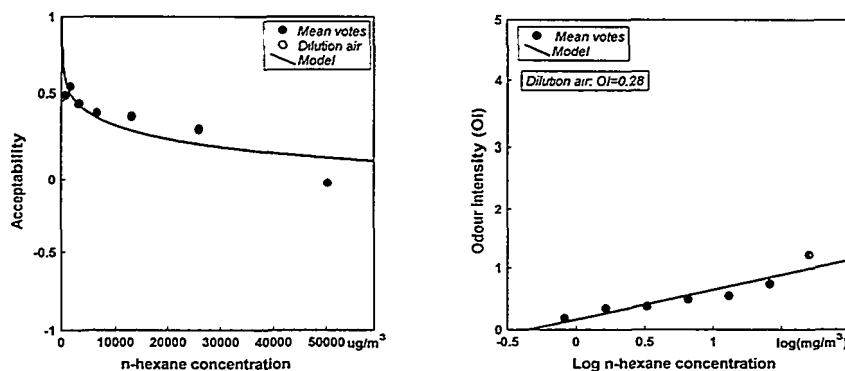 Mean votes
Dilution air
Model
1
0.5
0
-0.5
-1
Acceptability
0 10000 20000 30000 40000 50000 ug/m³
n-hexane concentration
Mean votes
Model
Dilution air: OI=0.28
5
4
3
2
1
0
Odour Intensity (OI)
-0.5 0 0.5 1 log(mg/m³)
Log n-hexane concentration